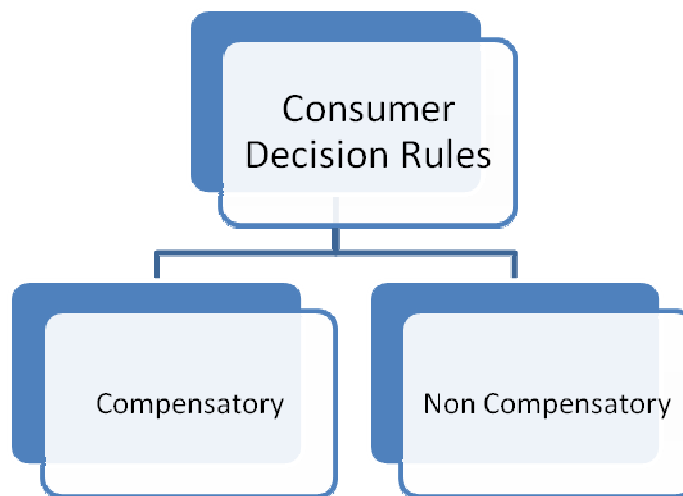 Consumer
Decision Rules
Compensatory
Non Compensatory